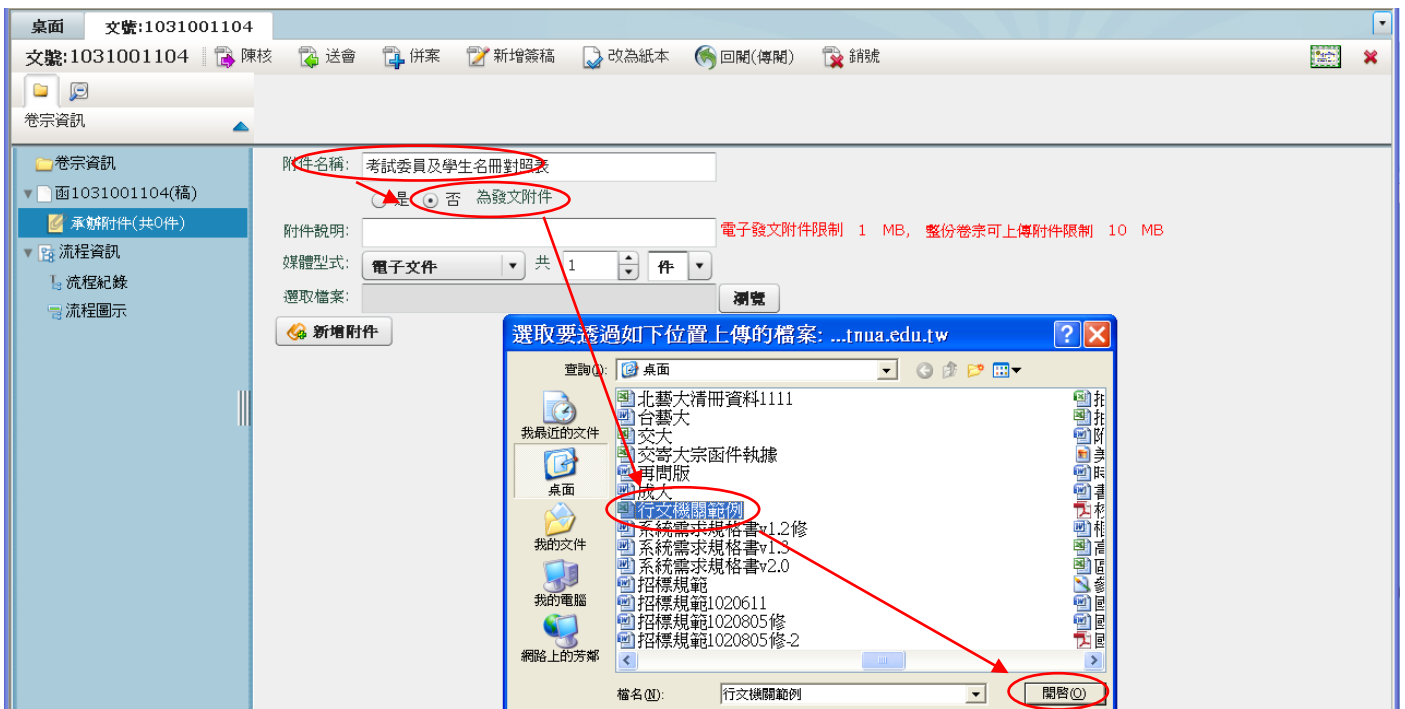 桌面 文號:1031001104
文號:1031001104 陳核 送會 併案 新增簽稿 改為紙本 回閱(傳閱) 銷號
卷宗資訊
卷宗資訊
函1031001104(稿)
承辦附件(共0件)
流程資訊
流程紀錄
流程圖示
附件名稱: 考試委員及學生名冊對照表
是 否 為發文附件
附件說明: 電子發文附件限制 1 MB, 整份卷宗可上傳附件限制 10 MB
媒體型式: 電子文件 共 1 件
選取檔案: 瀏覽
新增附件
選取要透過如下位置上傳的檔案: ...tnua.edu.tw
查詢(I): 桌面
我最近的文件
桌面
我的文件
我的電腦
網路上的芳鄰
北藝大清冊資料1111
台藝大
交大
交寄大宗函件執據
再問版
成大
行文機關範例
系統需求規格書v1.2修
系統需求規格書v1.3
系統需求規格書v2.0
招標規範
招標規範1020611
招標規範1020805修
招標規範1020805修-2
檔名(N): 行文機關範例 開啓(O)